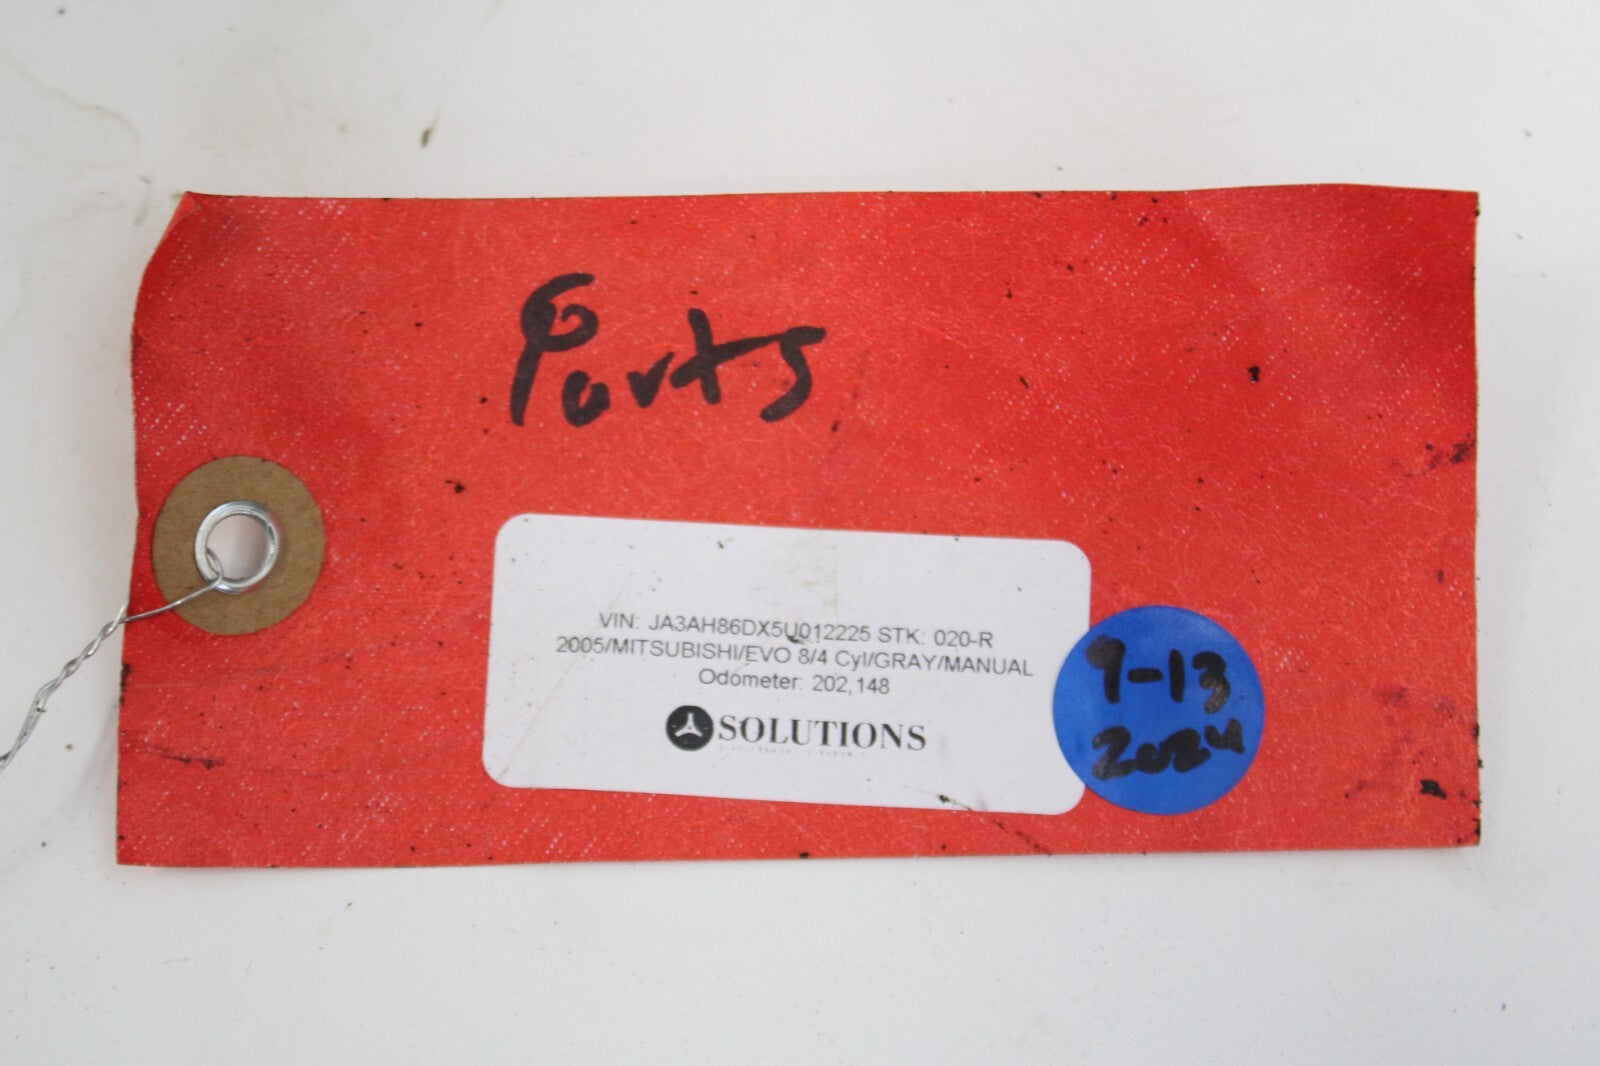 Parts
VIN: JA3AH86DX5U012225 STK: 020-R
2005/MITSUBISHI/EVO 8/4 Cyl/GRAY/MANUAL
Odometer: 202,148
SOLUTIONS
9-13
2024